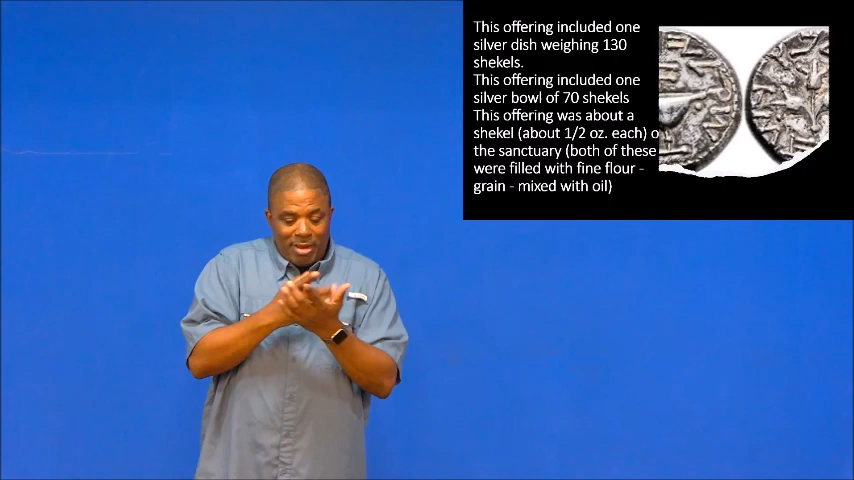 This offering included one
silver dish weighing 130
shekels.
This offering included one
silver bowl of 70 shekels
This offering was about a
shekel (about 1/2 oz. each) o
the sanctuary (both of these
were filled with fine flour -
grain - mixed with oil)